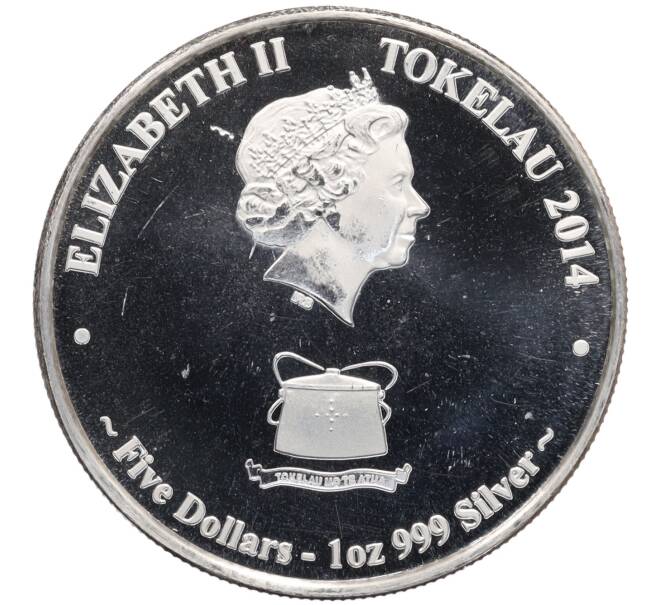 ELIZABETH II TOKELAU 2014
TOKELAU MO TE ATUA
~ Five Dollars - 1oz 999 Silver ~